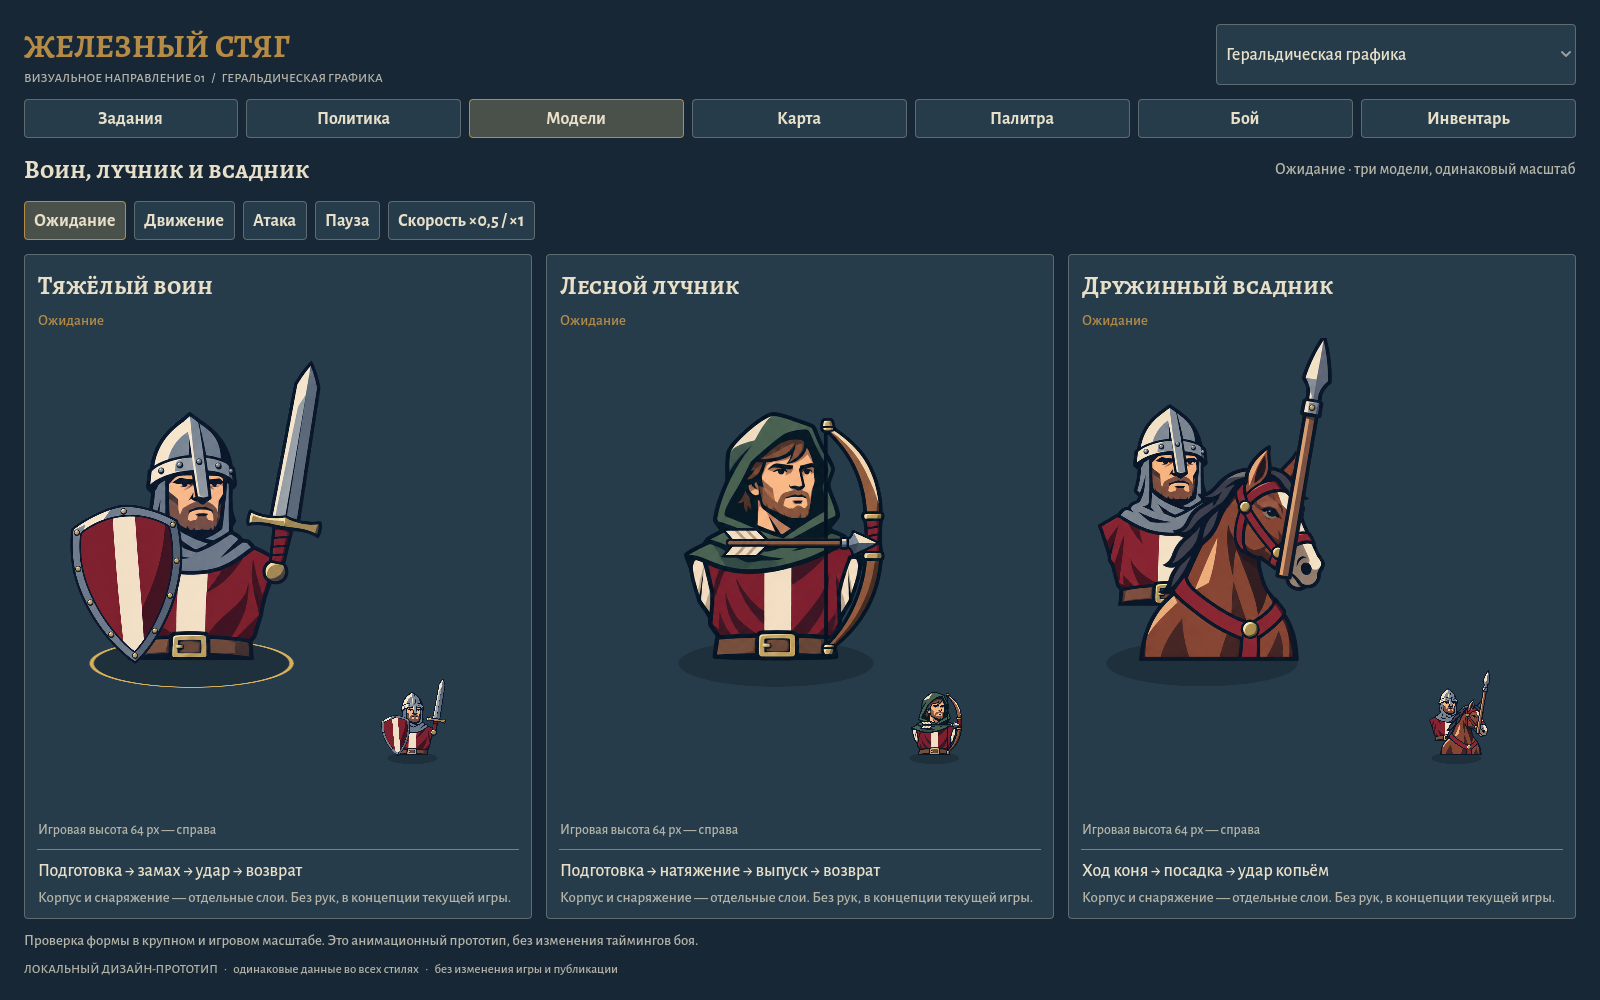 ЖЕЛЕЗНЫЙ СТЯГ
ВИЗУАЛЬНОЕ НАПРАВЛЕНИЕ 01 / ГЕРАЛЬДИЧЕСКАЯ ГРАФИКА
Геральдическая графика
Задания
Политика
Модели
Карта
Палитра
Бой
Инвентарь
Воин, лучник и всадник
Ожидание · три модели, одинаковый масштаб
Ожидание
Движение
Атака
Пауза
Скорость ×0,5 / ×1
Тяжёлый воин
Ожидание
Игровая высота 64 px — справа
Подготовка → замах → удар → возврат
Корпус и снаряжение — отдельные слои. Без рук, в концепции текущей игры.
Лесной лучник
Ожидание
Игровая высота 64 px — справа
Подготовка → натяжение → выпуск → возврат
Корпус и снаряжение — отдельные слои. Без рук, в концепции текущей игры.
Дружинный всадник
Ожидание
Игровая высота 64 px — справа
Ход коня → посадка → удар копьём
Корпус и снаряжение — отдельные слои. Без рук, в концепции текущей игры.
Проверка формы в крупном и игровом масштабе. Это анимационный прототип, без изменения таймингов боя.
ЛОКАЛЬНЫЙ ДИЗАЙН-ПРОТОТИП · одинаковые данные во всех стилях · без изменения игры и публикации